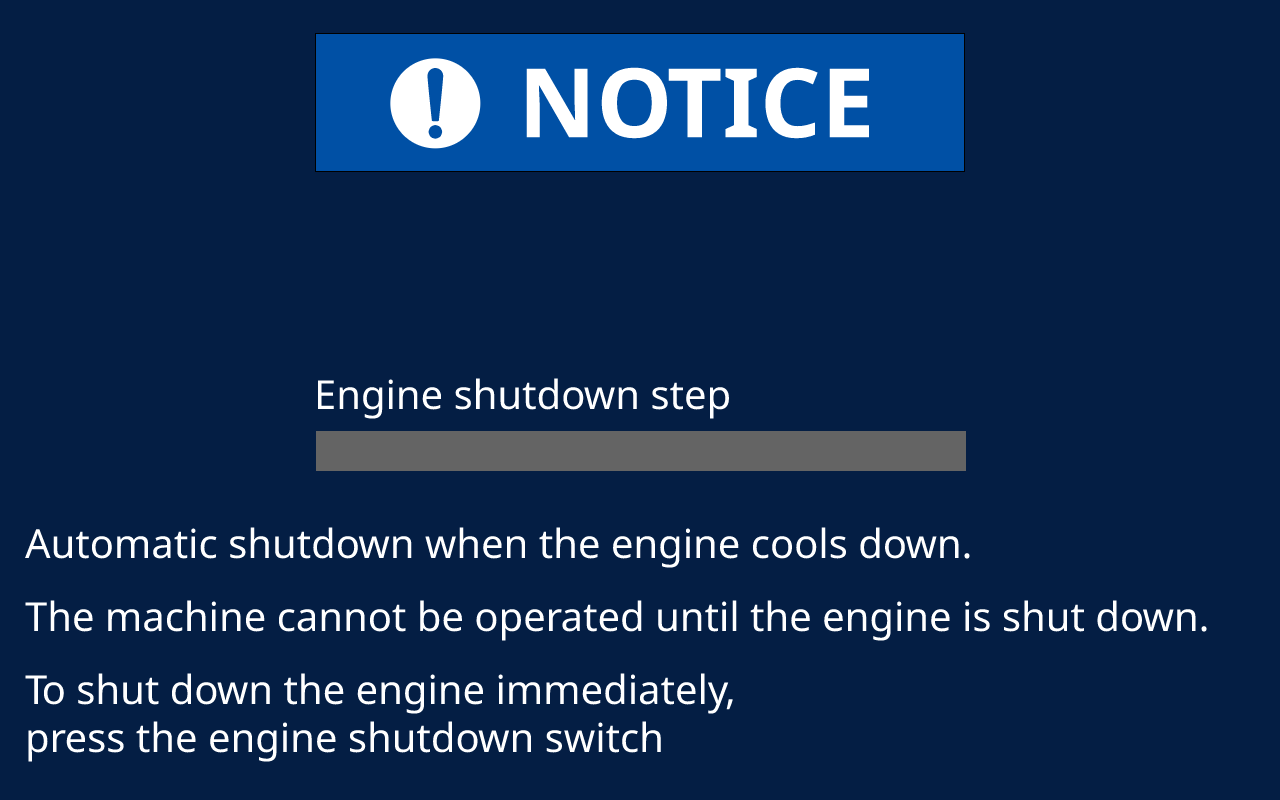 NOTICE
Engine shutdown step
Automatic shutdown when the engine cools down.
The machine cannot be operated until the engine is shut down.
To shut down the engine immediately,
press the engine shutdown switch